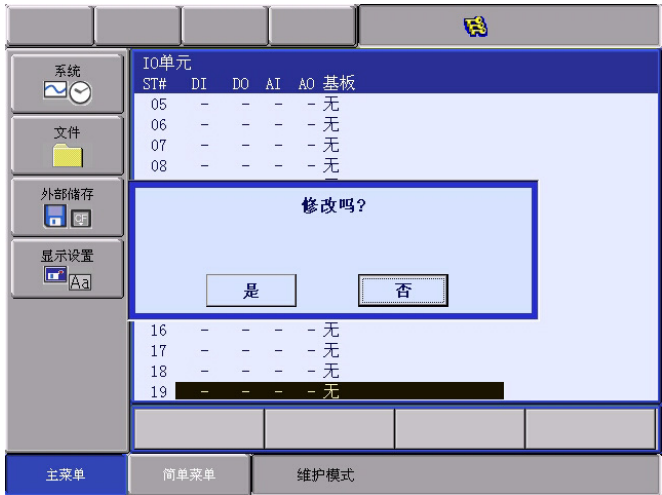 系统
文件
外部储存
CF
显示设置
Aa
IO单元
ST# DI DO AI AO 基板
05 - - - - 无
06 - - - - 无
07 - - - - 无
08 - - - - 无
修改吗?
是 否
16 - - - - 无
17 - - - - 无
18 - - - - 无
19 - - - - 无
主菜单 简单菜单 维护模式